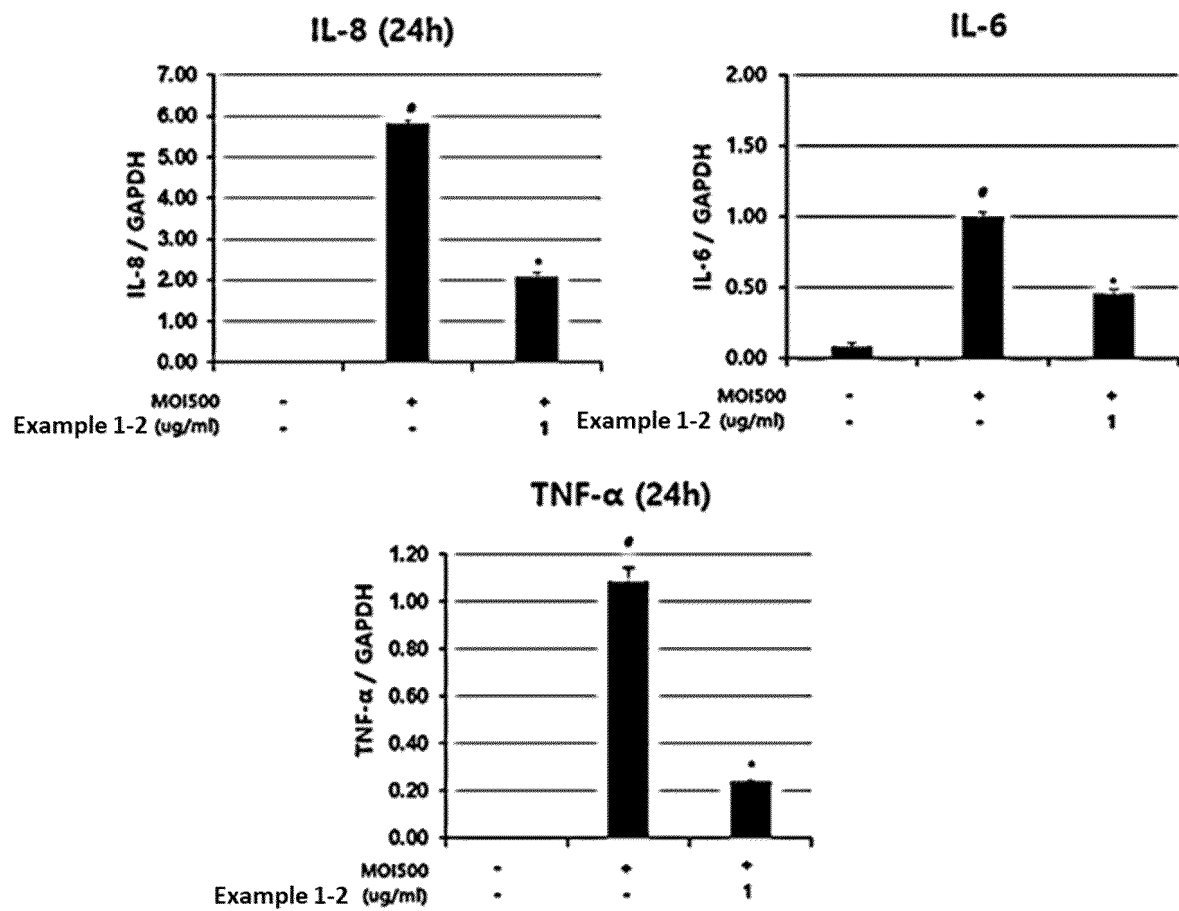 IL-8 (24h)
IL-8 / GAPDH
7.00
6.00
5.00
4.00
3.00
2.00
1.00
0.00
#
*
MOI500 - + +
Example 1-2 (ug/ml) - - 1
IL-6
IL-6 / GAPDH
2.00
1.50
1.00
0.50
0.00
#
*
MOI500 - + +
Example 1-2 (ug/ml) - - 1
TNF-α (24h)
TNF-α / GAPDH
1.20
1.00
0.80
0.60
0.40
0.20
0.00
#
*
MOI500 - + +
Example 1-2 (ug/ml) - - 1